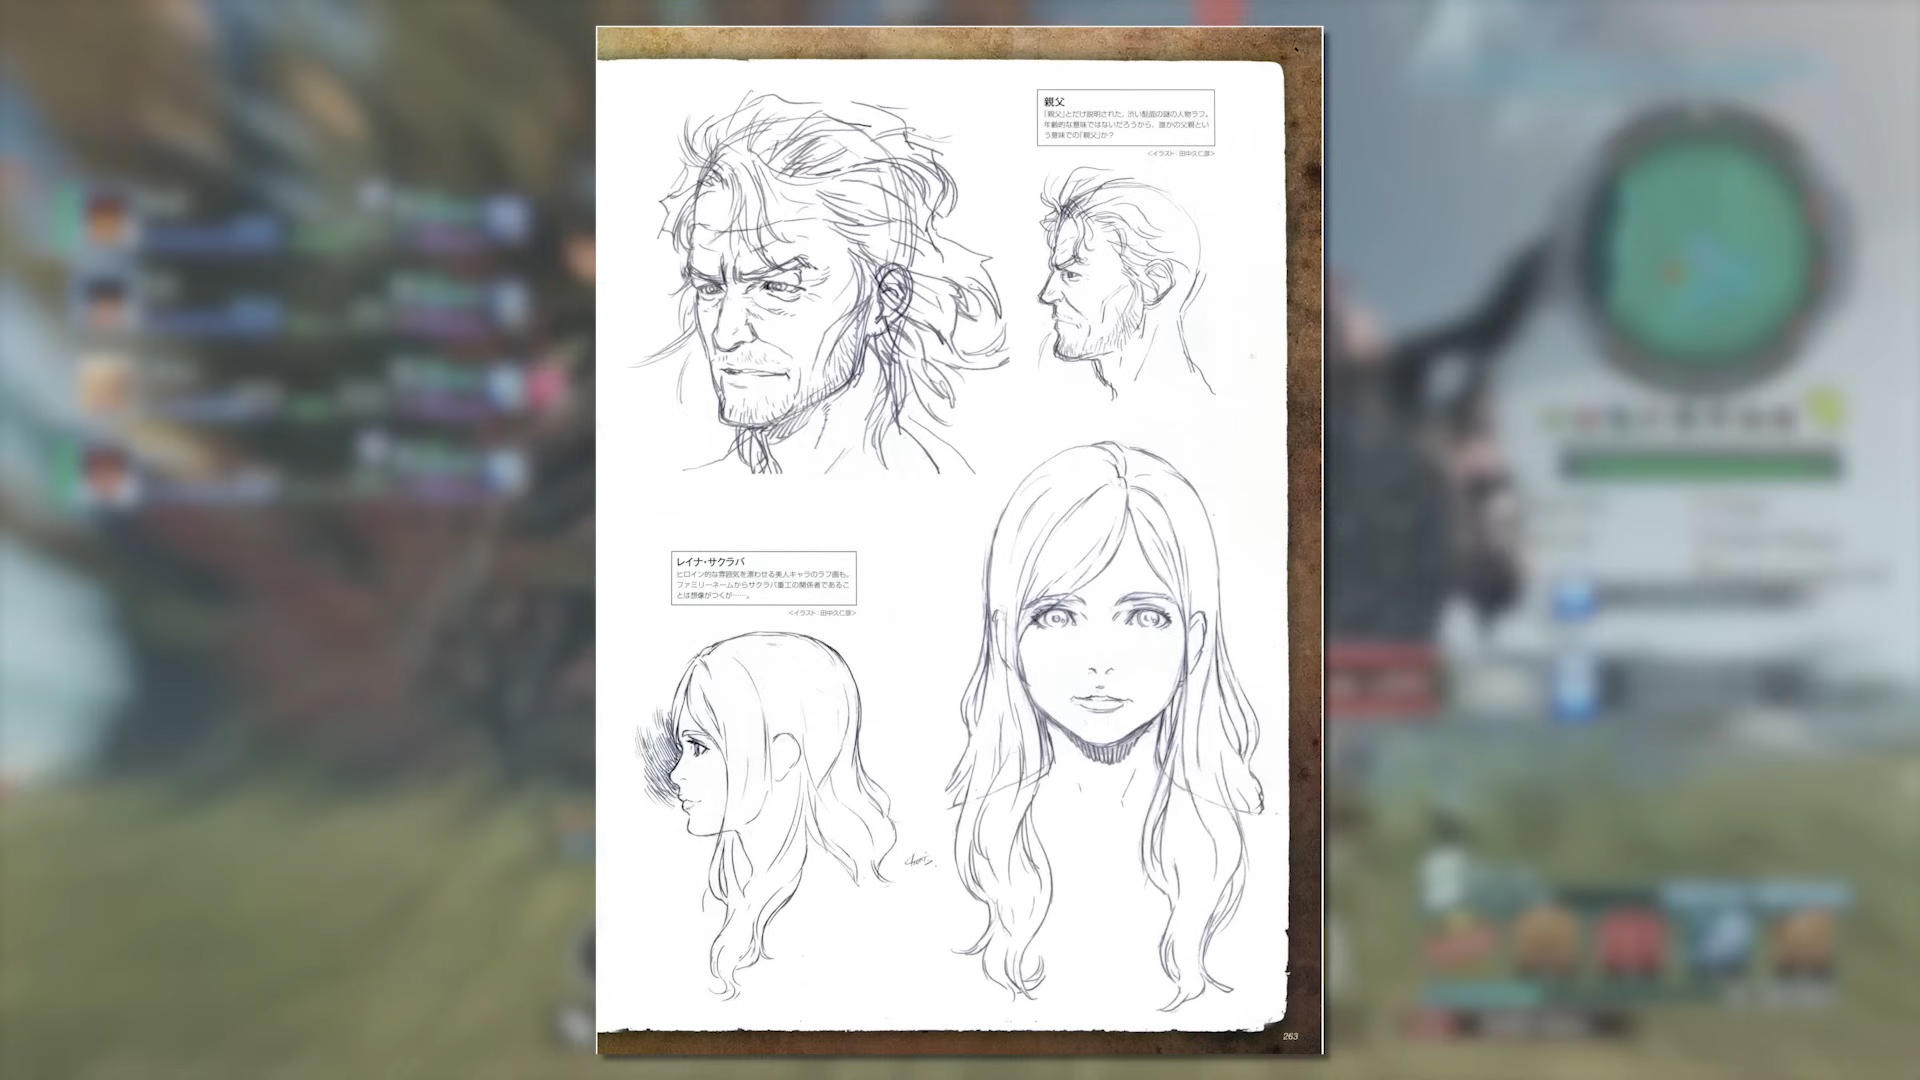 親父
「親父」とだけ説明された、渋い髭面の謎の人物ラフ。
年齢的な意味ではないだろうから、誰かの父親とい
う意味での「親父」か?
<イラスト:田中久仁彦>
レイナ・サクラバ
ヒロイン的な雰囲気を漂わせる美人キャラのラフ画も。
ファミリーネームからサクラバ重工の関係者であるこ
とは想像がつくが……。
<イラスト:田中久仁彦>
263